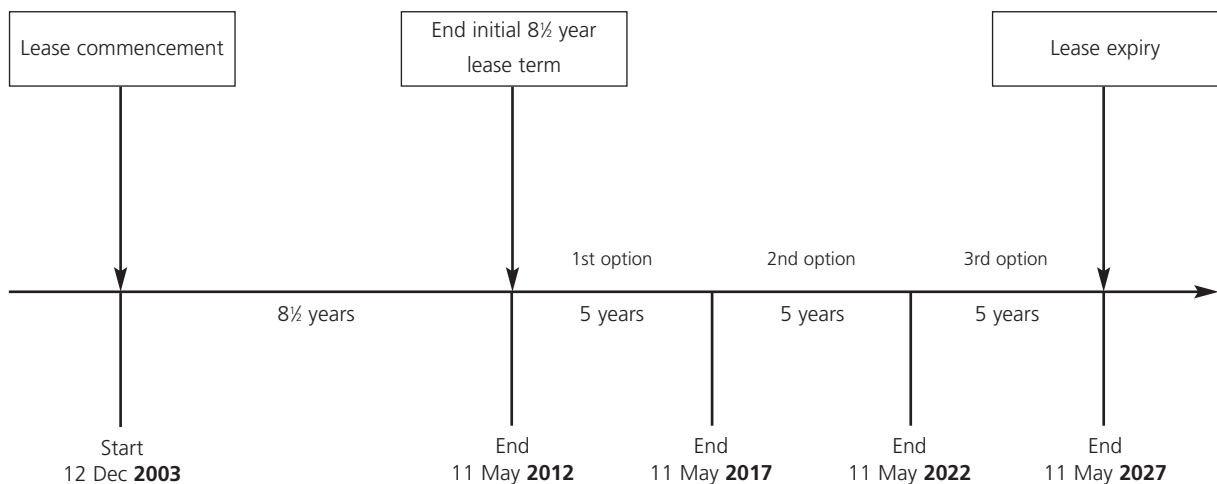 Lease commencement
End initial 8½ year
lease term
Lease expiry
1st option
2nd option
3rd option
8½ years
5 years
5 years
5 years
Start
12 Dec 2003
End
11 May 2012
End
11 May 2017
End
11 May 2022
End
11 May 2027